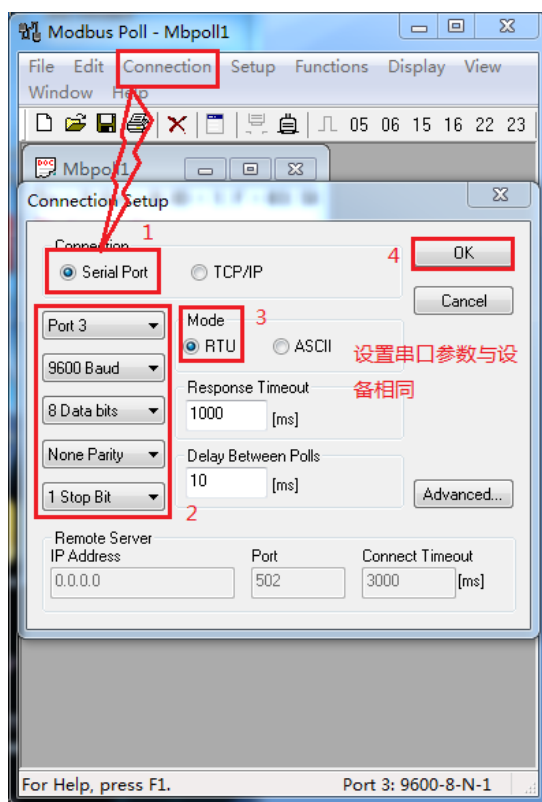 Modbus Poll - Mbpoll1
File Edit Connection Setup Functions Display View
Window Help
05 06 15 16 22 23
Mbpoll1
Connection Setup
1
Connection
Serial Port TCP/IP
4 OK
Cancel
Port 3
9600 Baud
8 Data bits
None Parity
1 Stop Bit
2
Mode 3
RTU ASCII
设置串口参数与设
备相同
Response Timeout
1000 [ms]
Delay Between Polls
10 [ms]
Advanced...
Remote Server
IP Address Port Connect Timeout
0.0.0.0 502 3000 [ms]
For Help, press F1. Port 3: 9600-8-N-1